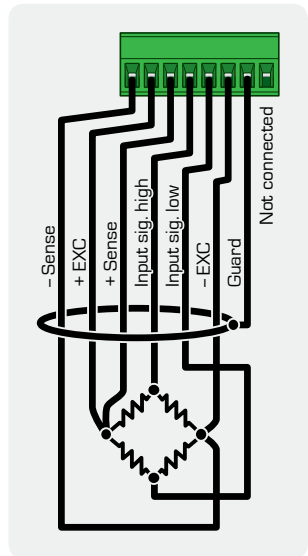 – Sense
+ EXC
+ Sense
Input sig. high
Input sig. low
– EXC
Guard
Not connected